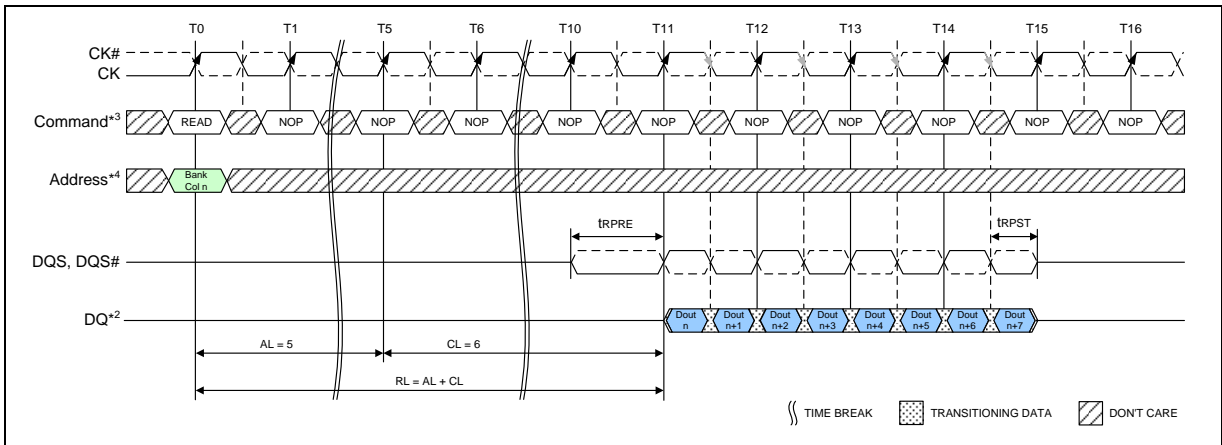 T0 T1 T5 T6 T10 T11 T12 T13 T14 T15 T16
CK#
CK
Command*3 READ NOP NOP NOP NOP NOP NOP NOP NOP NOP NOP
Address*4 Bank
Col n
tRPRE tRPST
DQS, DQS#
DQ*2 Dout
n Dout
n+1 Dout
n+2 Dout
n+3 Dout
n+4 Dout
n+5 Dout
n+6 Dout
n+7
AL = 5 CL = 6
RL = AL + CL
TIME BREAK TRANSITIONING DATA DON'T CARE